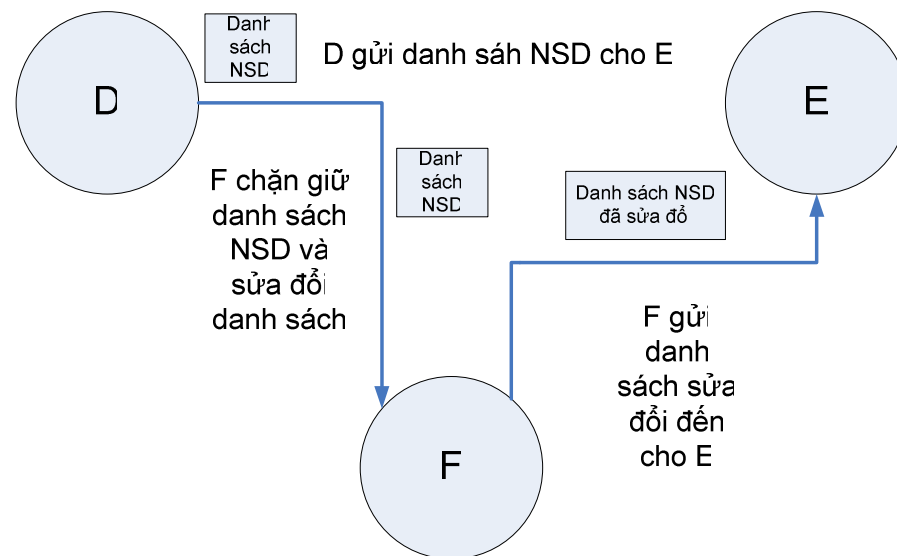 D
Danh
sách
NSD
D gửi danh sáh NSD cho E
E
F chặn giữ
danh sách
NSD và
sửa đổi
danh sách
Danh
sách
NSD
Danh sách NSD
đã sửa đổ
F gửi
danh
sách sửa
đổi đến
cho E
F